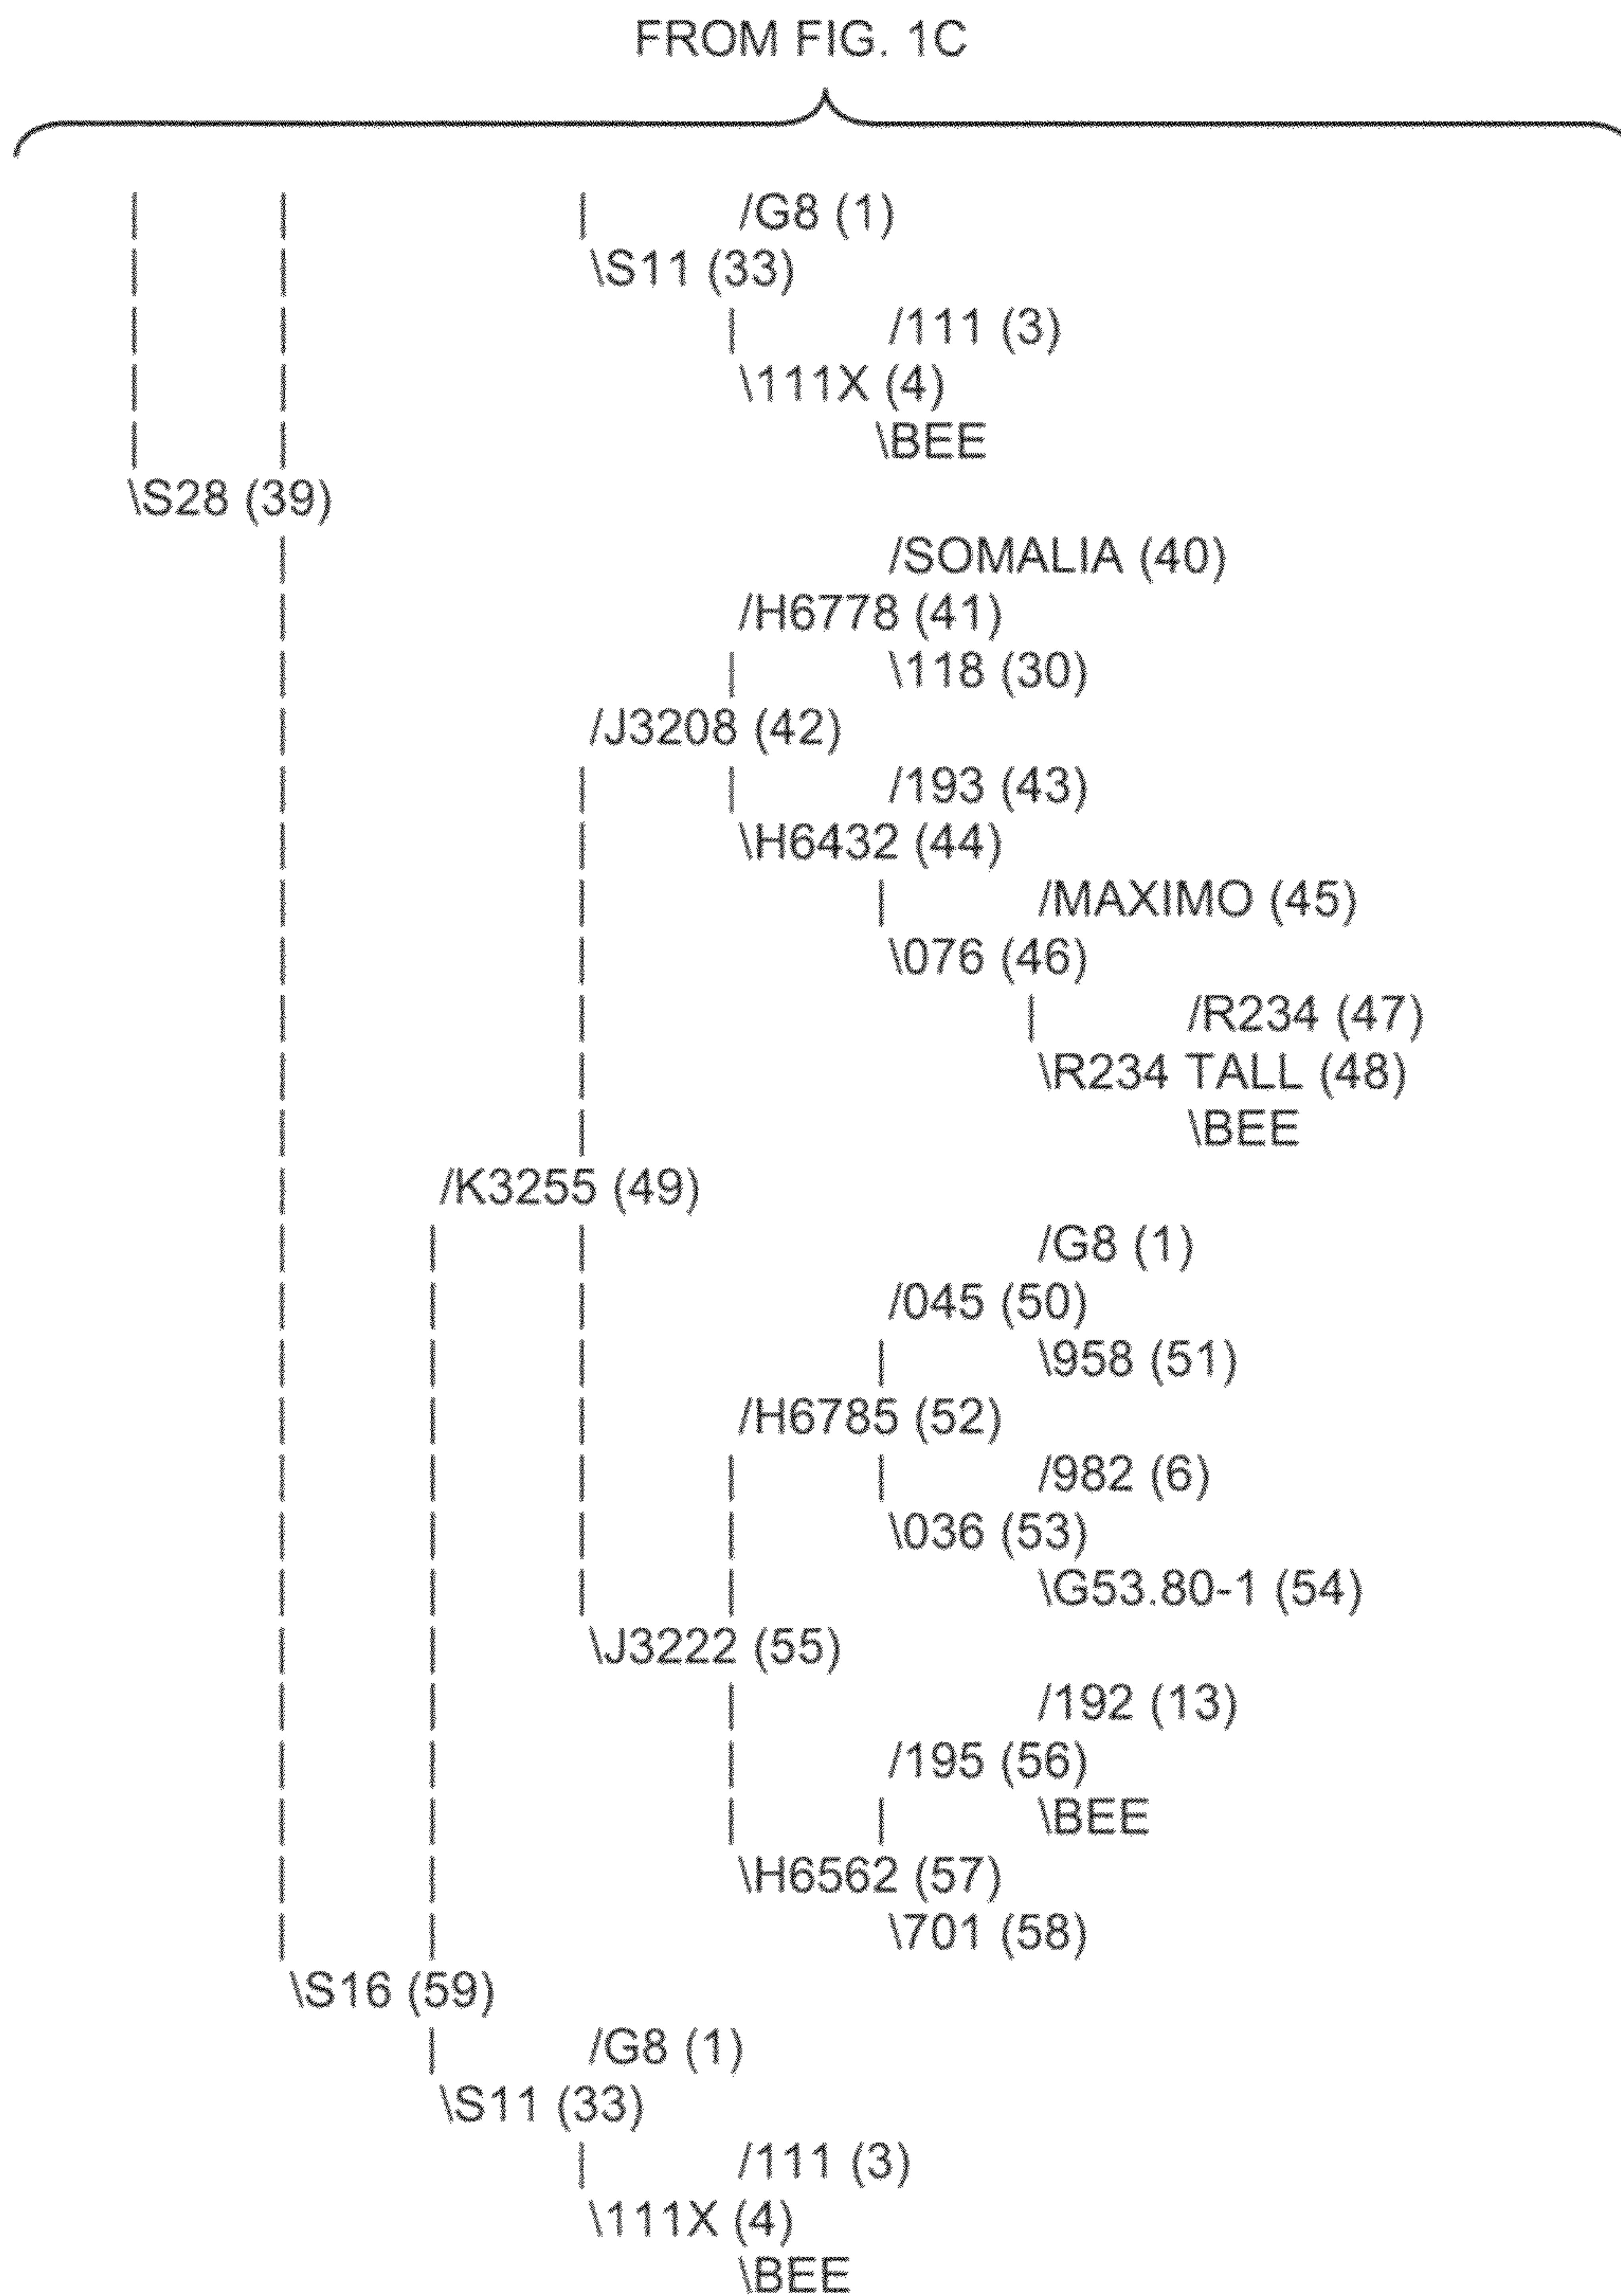 FROM FIG. 1C
| | | /G8 (1)
| | \S11 (33)
| | | /111 (3)
| | \111X (4)
| | \BEE
\S28 (39)
| /SOMALIA (40)
| /H6778 (41)
| | \118 (30)
| /J3208 (42)
| | | /193 (43)
| | \H6432 (44)
| | | /MAXIMO (45)
| | \076 (46)
| | | /R234 (47)
| | \R234 TALL (48)
| | \BEE
| /K3255 (49)
| | | /G8 (1)
| | | /045 (50)
| | | | \958 (51)
| | | /H6785 (52)
| | | | | /982 (6)
| | | | \036 (53)
| | | | \G53.80-1 (54)
| | \J3222 (55)
| | | /192 (13)
| | | /195 (56)
| | | | \BEE
| | \H6562 (57)
| | \701 (58)
\S16 (59)
| /G8 (1)
\S11 (33)
| /111 (3)
\111X (4)
\BEE